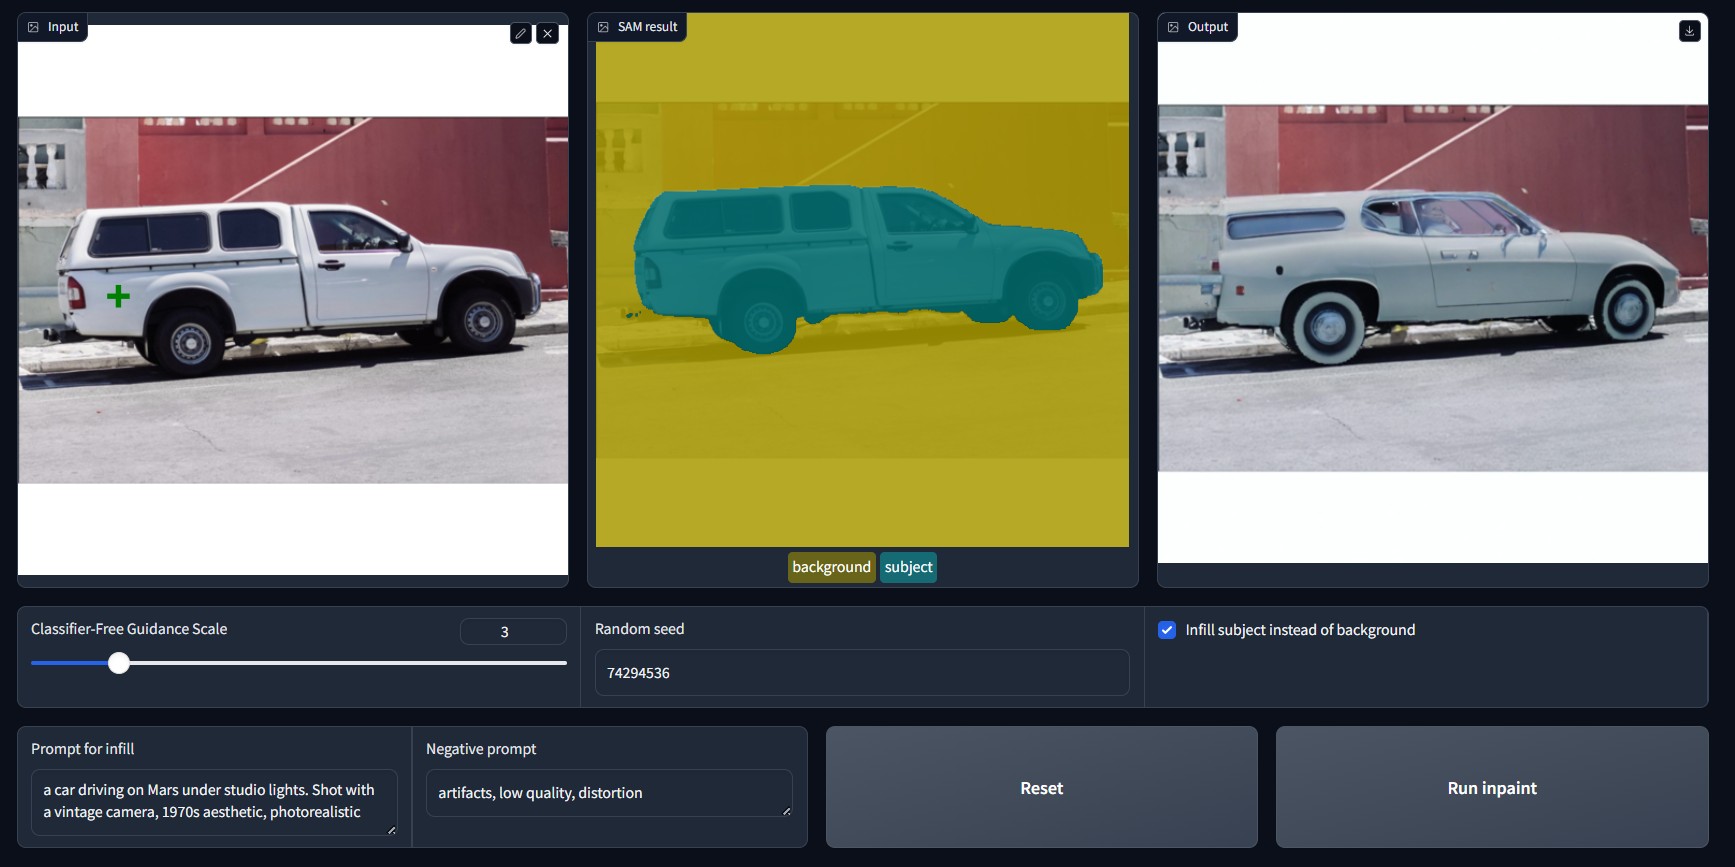 Input
SAM result
Output
background
subject
Classifier-Free Guidance Scale
3
Random seed
74294536
Infill subject instead of background
Prompt for infill
a car driving on Mars under studio lights. Shot with
a vintage camera, 1970s aesthetic, photorealistic
Negative prompt
artifacts, low quality, distortion
Reset
Run inpaint